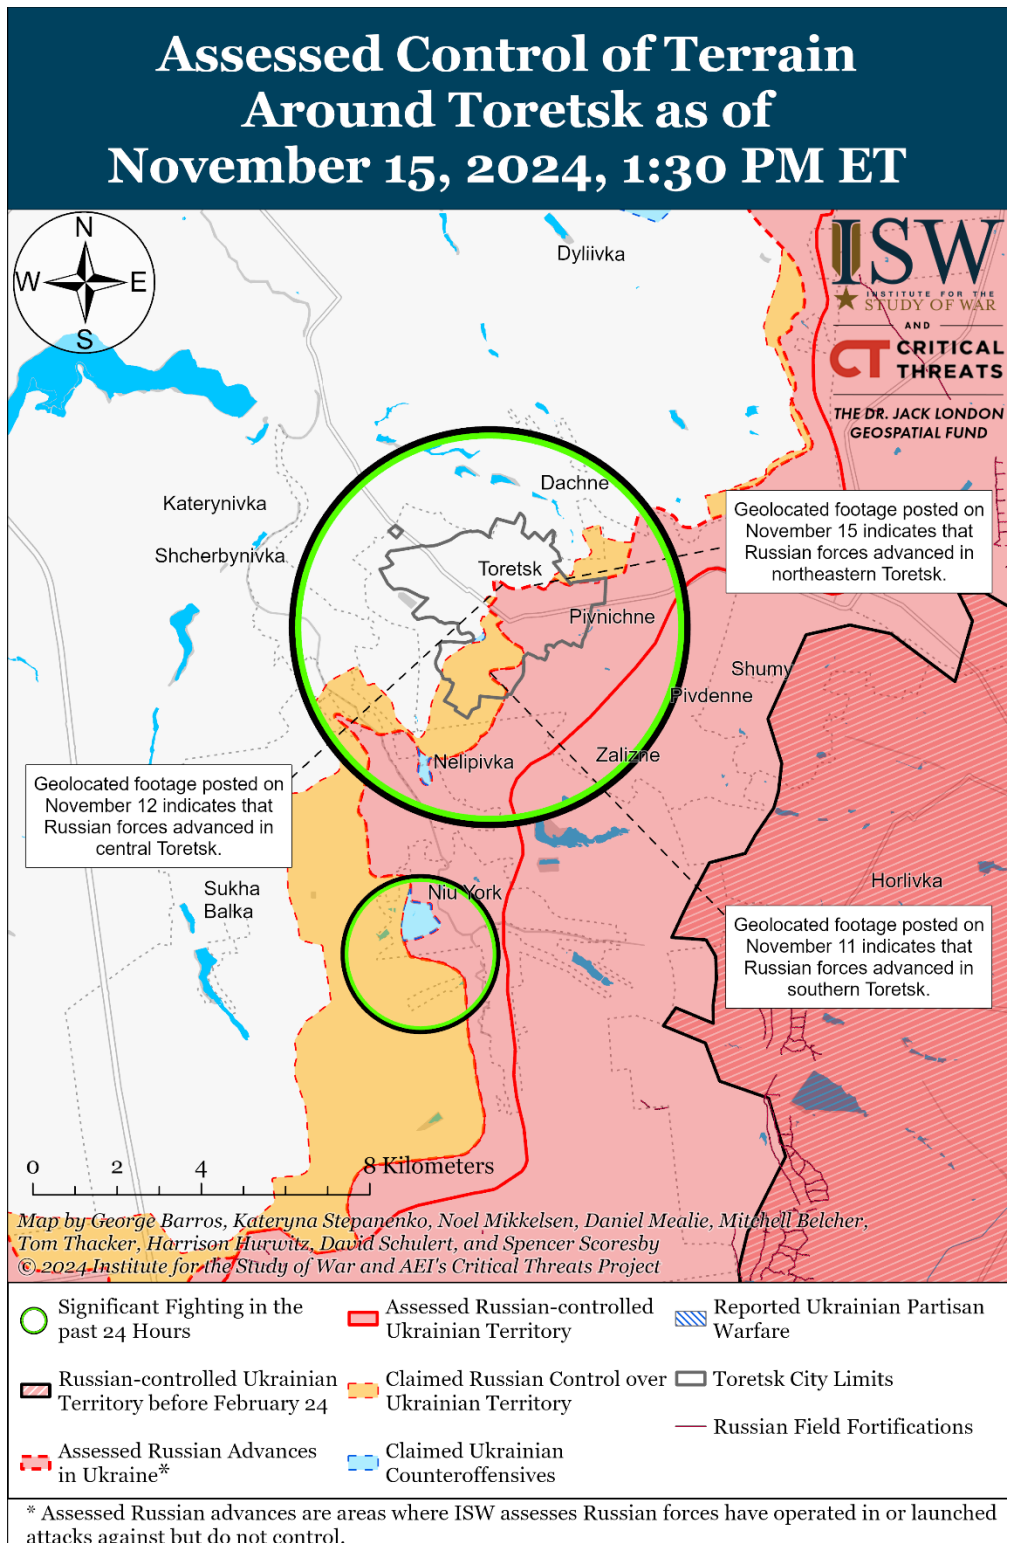 Assessed Control of Terrain
Around Toretsk as of
November 15, 2024, 1:30 PM ET
N
W
E
S
ISW
INSTITUTE FOR THE
STUDY OF WAR
AND
CT CRITICAL
THREATS
THE DR. JACK LONDON
GEOSPATIAL FUND
Dyliivka
Dachne
Katerynivka
Shcherbynivka
Toretsk
Geolocated footage posted on
November 15 indicates that
Russian forces advanced in
northeastern Toretsk.
Pivnichne
Shumy
Pivdenne
Nelipivka
Zalizne
Geolocated footage posted on
November 12 indicates that
Russian forces advanced in
central Toretsk.
Sukha
Balka
Niu York
Horlivka
Geolocated footage posted on
November 11 indicates that
Russian forces advanced in
southern Toretsk.
0 2 4 8 Kilometers
Map by George Barros, Kateryna Stepanenko, Noel Mikkelsen, Daniel Mealie, Mitchell Belcher,
Tom Thacker, Harrison Hurwitz, David Schulert, and Spencer Scoresby
© 2024 Institute for the Study of War and AEI's Critical Threats Project
Significant Fighting in the
past 24 Hours
Russian-controlled Ukrainian
Territory before February 24
Assessed Russian Advances
in Ukraine*
Assessed Russian-controlled
Ukrainian Territory
Claimed Russian Control over
Ukrainian Territory
Claimed Ukrainian
Counteroffensives
Reported Ukrainian Partisan
Warfare
Toretsk City Limits
Russian Field Fortifications
* Assessed Russian advances are areas where ISW assesses Russian forces have operated in or launched
attacks against but do not control.